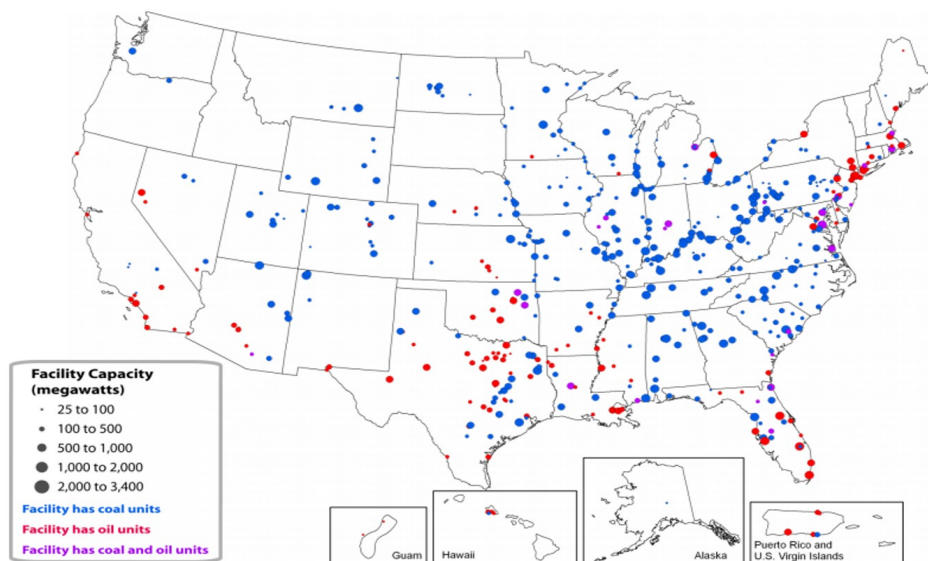 Facility Capacity
(megawatts)
25 to 100
100 to 500
500 to 1,000
1,000 to 2,000
2,000 to 3,400
Facility has coal units
Facility has oil units
Facility has coal and oil units
Guam
Hawaii
Alaska
Puerto Rico and
U.S. Virgin Islands